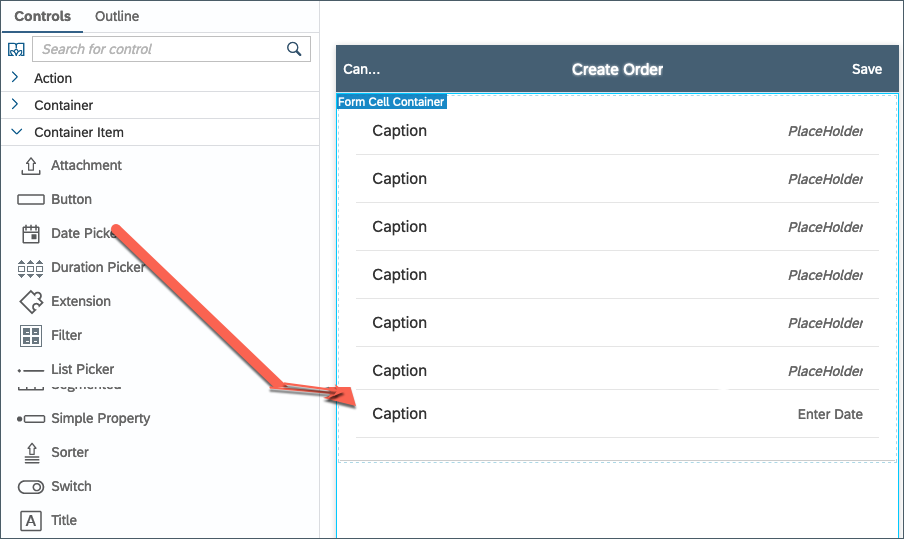 Controls Outline
Search for control
Action
Container
Container Item
Attachment
Button
Date Picke
Duration Picker
Extension
Filter
List Picker
Segmented
Simple Property
Sorter
Switch
A Title
Can... Create Order Save
Form Cell Container
Caption PlaceHolder
Caption PlaceHolder
Caption PlaceHolder
Caption PlaceHolder
Caption PlaceHolder
Caption PlaceHolder
Caption Enter Date